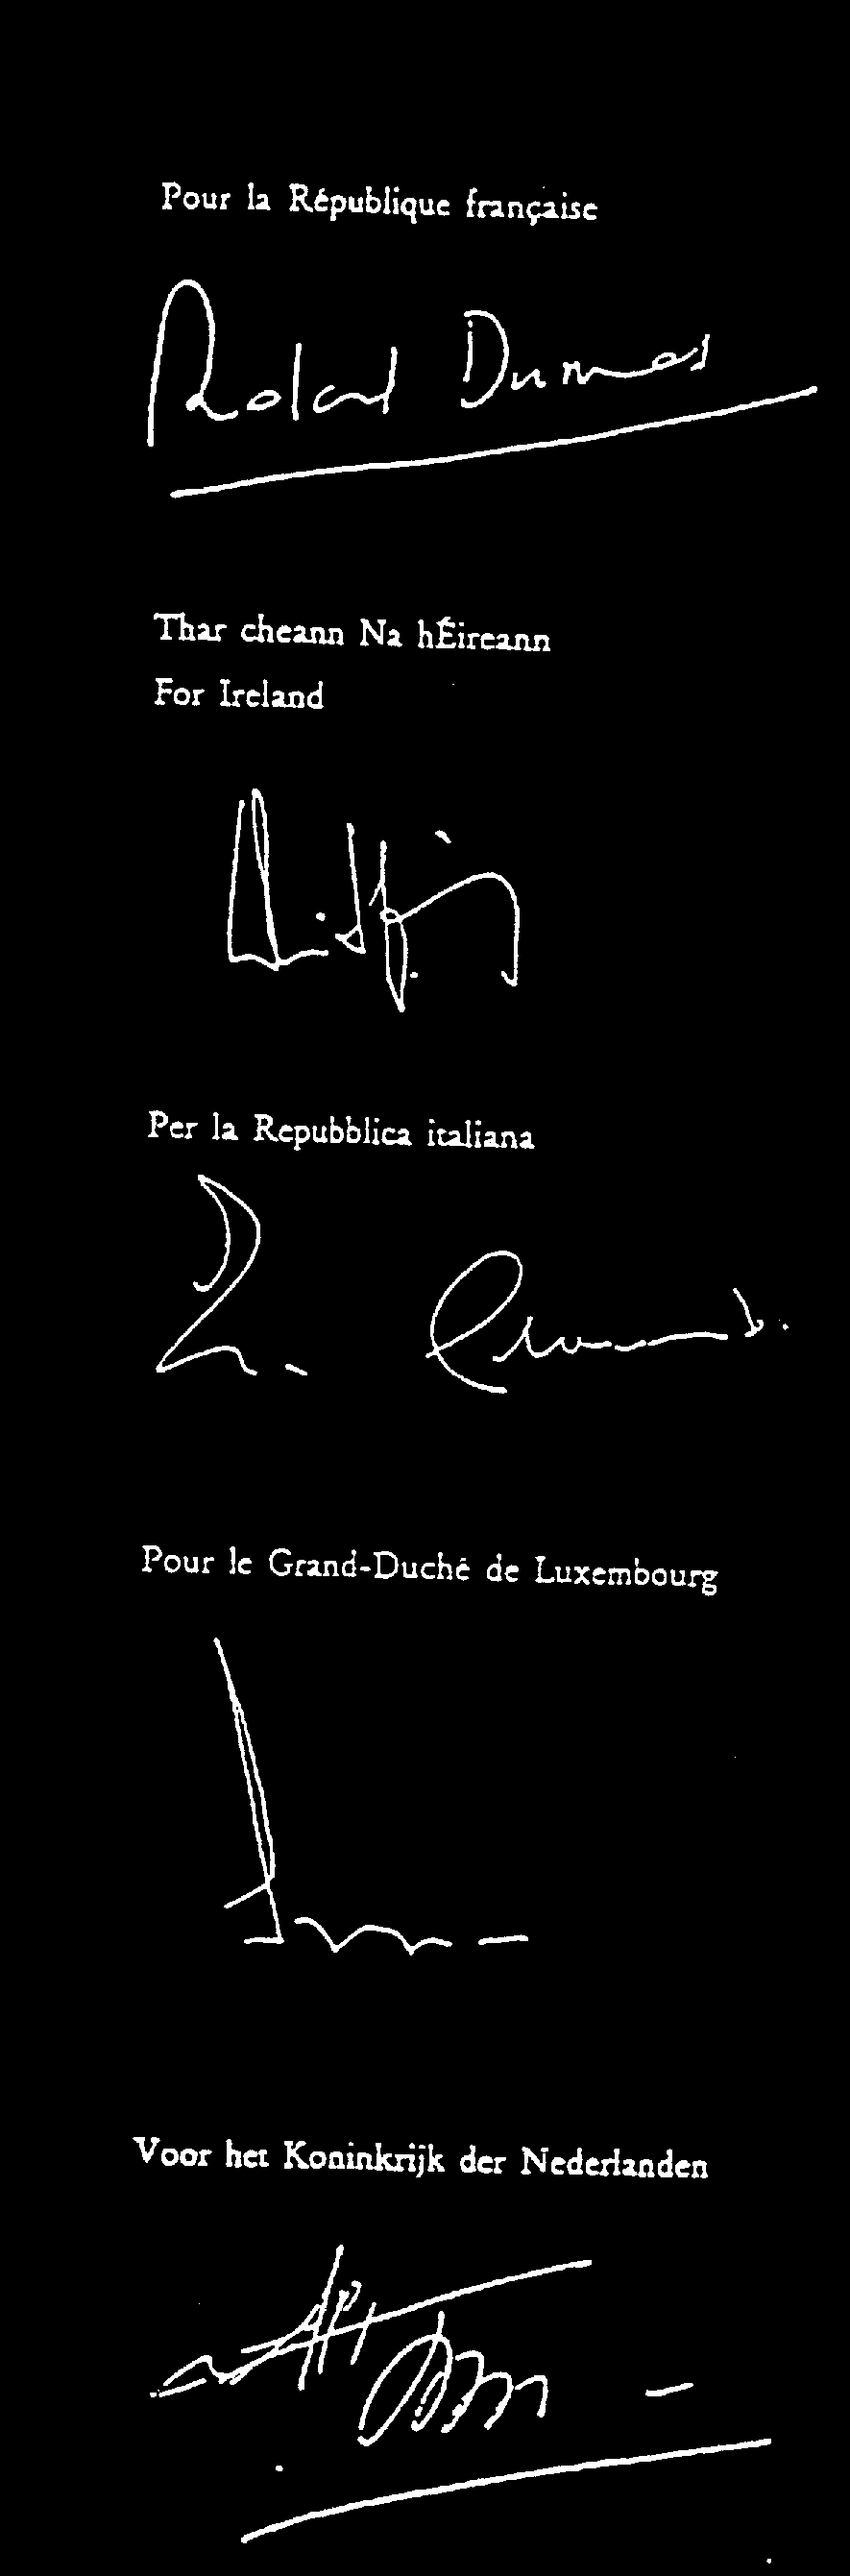 Pour la République française
Roland Dumas
Thar cheann Na hÉireann
For Ireland
Per la Repubblica italiana
Pour le Grand-Duché de Luxembourg
Voor het Koninkrijk der Nederlanden